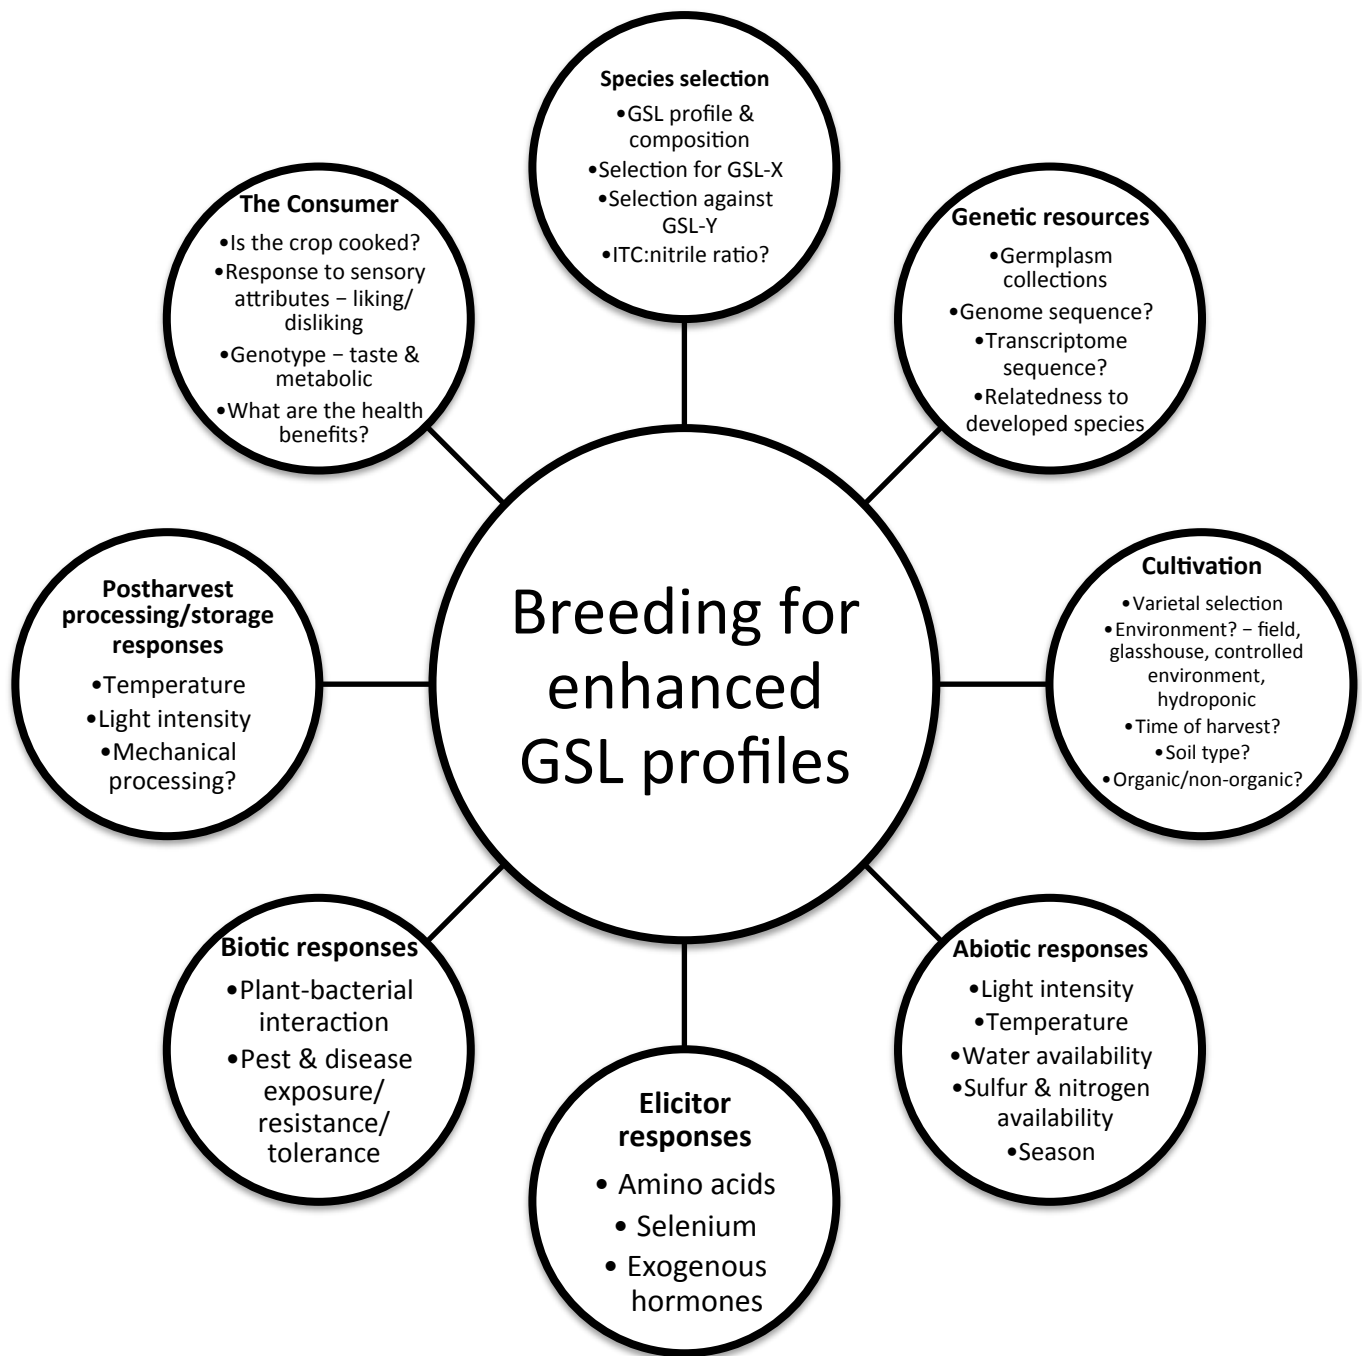 Species selection
•GSL profile &
composition
•Selection for GSL-X
•Selection against
GSL-Y
•ITC:nitrile ratio?
Genetic resources
•Germplasm
collections
•Genome sequence?
•Transcriptome
sequence?
•Relatedness to
developed species
Cultivation
•Varietal selection
•Environment? – field,
glasshouse, controlled
environment,
hydroponic
•Time of harvest?
•Soil type?
•Organic/non-organic?
Abiotic responses
•Light intensity
•Temperature
•Water availability
•Sulfur & nitrogen
availability
•Season
Elicitor
responses
• Amino acids
• Selenium
• Exogenous
hormones
Biotic responses
•Plant-bacterial
interaction
•Pest & disease
exposure/
resistance/
tolerance
Postharvest
processing/storage
responses
•Temperature
•Light intensity
•Mechanical
processing?
The Consumer
•Is the crop cooked?
•Response to sensory
attributes – liking/
disliking
•Genotype – taste &
metabolic
•What are the health
benefits?
Breeding for
enhanced
GSL profiles